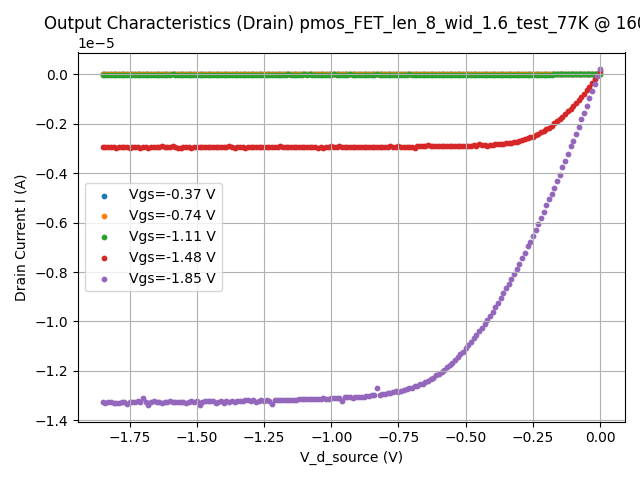 Output Characteristics (Drain) pmos_FET_len_8_wid_1.6_test_77K @ 160
1e−5
0.0
−0.2
−0.4
−0.6
−0.8
−1.0
−1.2
−1.4
Drain Current I (A)
Vgs=-0.37 V
Vgs=-0.74 V
Vgs=-1.11 V
Vgs=-1.48 V
Vgs=-1.85 V
−1.75 −1.50 −1.25 −1.00 −0.75 −0.50 −0.25 0.00
V_d_source (V)